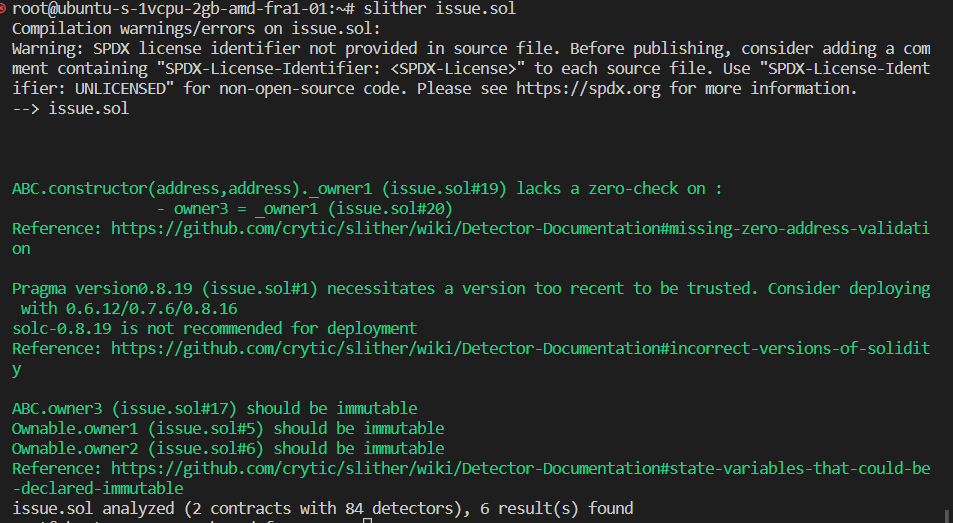 root@ubuntu-s-1vcpu-2gb-amd-fra1-01:~# slither issue.sol
Compilation warnings/errors on issue.sol:
Warning: SPDX license identifier not provided in source file. Before publishing, consider adding a com
ment containing "SPDX-License-Identifier: <SPDX-License>" to each source file. Use "SPDX-License-Ident
ifier: UNLICENSED" for non-open-source code. Please see https://spdx.org for more information.
--> issue.sol
ABC.constructor(address,address)._owner1 (issue.sol#19) lacks a zero-check on :
- owner3 = _owner1 (issue.sol#20)
Reference: https://github.com/crytic/slither/wiki/Detector-Documentation#missing-zero-address-validati
on
Pragma version0.8.19 (issue.sol#1) necessitates a version too recent to be trusted. Consider deploying
with 0.6.12/0.7.6/0.8.16
solc-0.8.19 is not recommended for deployment
Reference: https://github.com/crytic/slither/wiki/Detector-Documentation#incorrect-versions-of-solidit
y
ABC.owner3 (issue.sol#17) should be immutable
Ownable.owner1 (issue.sol#5) should be immutable
Ownable.owner2 (issue.sol#6) should be immutable
Reference: https://github.com/crytic/slither/wiki/Detector-Documentation#state-variables-that-could-be
-declared-immutable
issue.sol analyzed (2 contracts with 84 detectors), 6 result(s) found